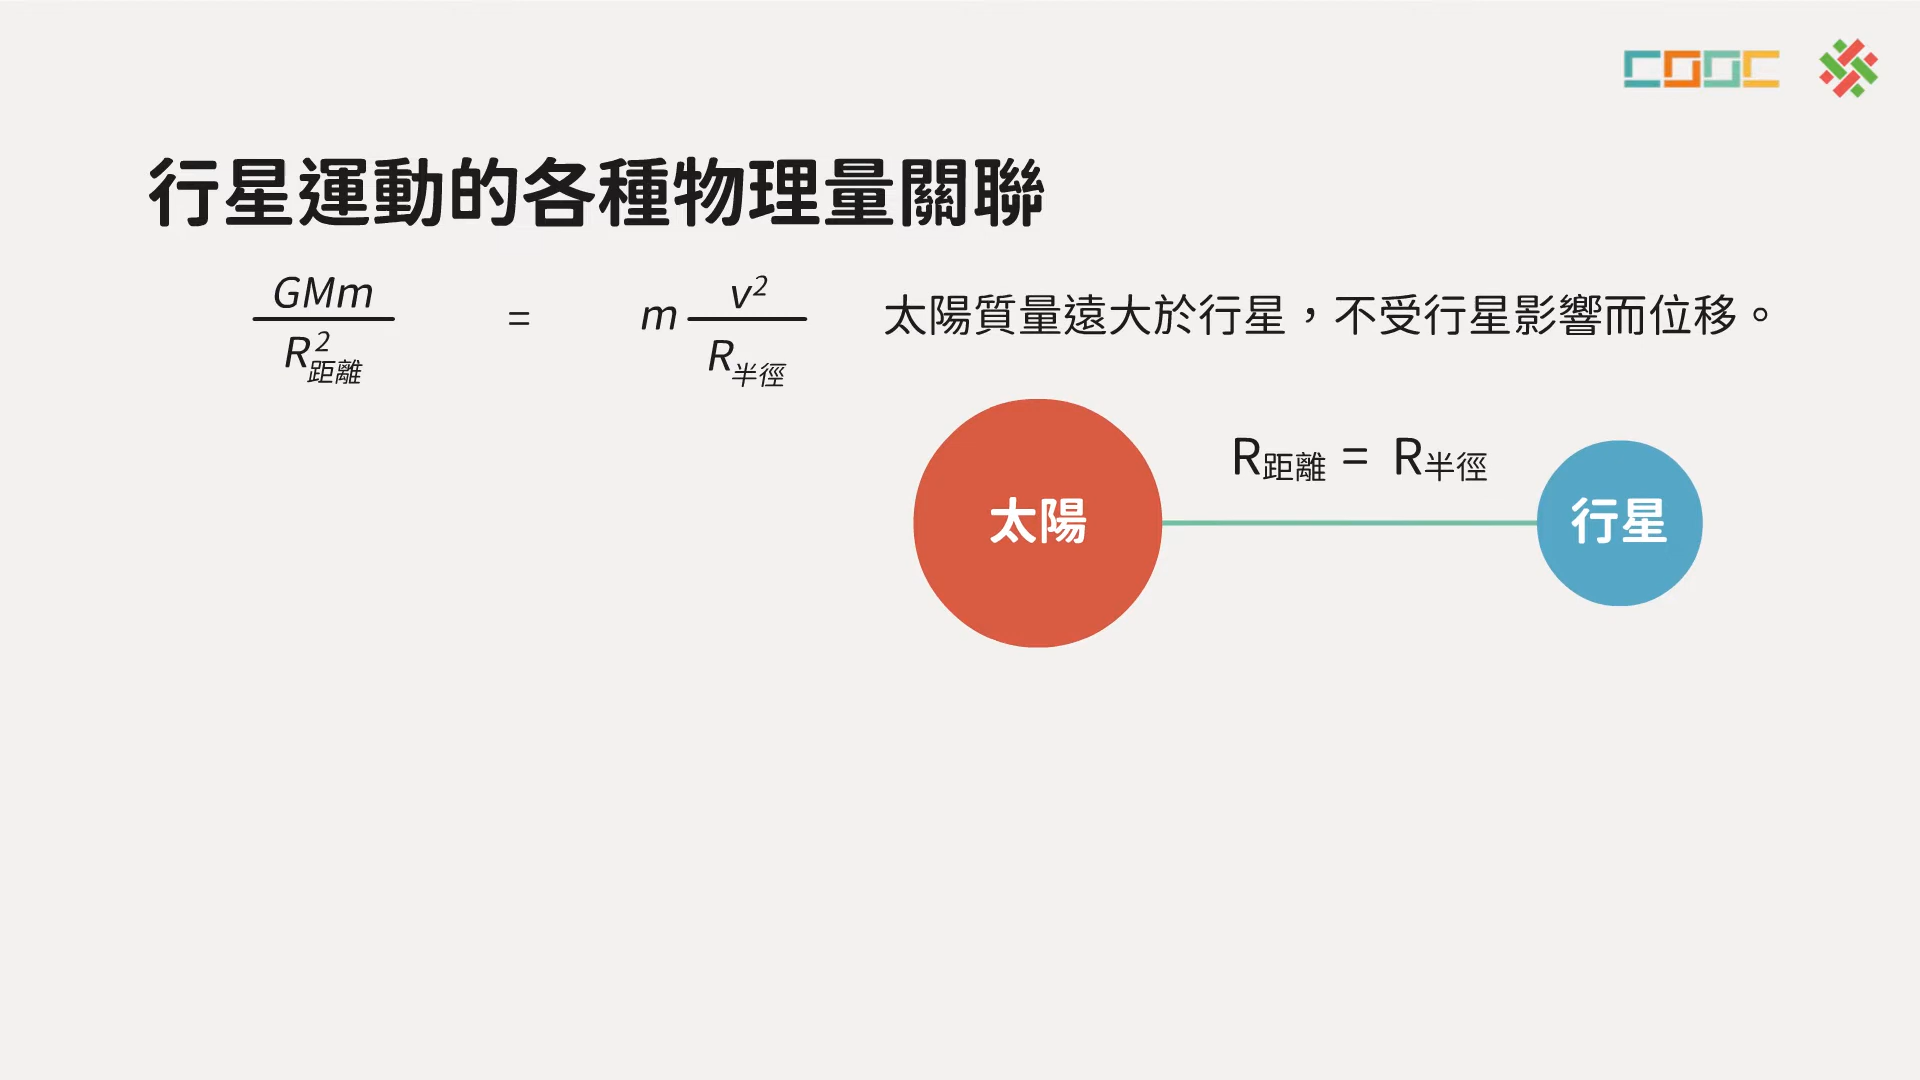 COOC
行星運動的各種物理量關聯
GMm / R²距離 = m v² / R半徑
太陽質量遠大於行星，不受行星影響而位移。
R距離 = R半徑
太陽
行星